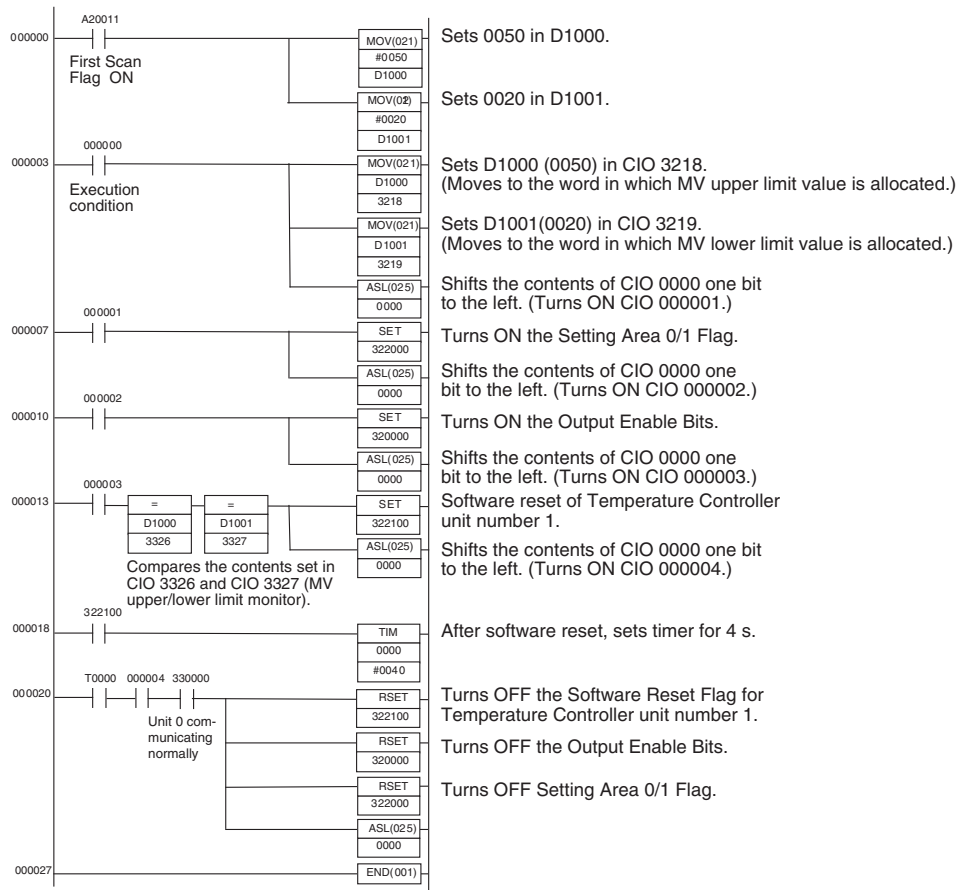 A20011
000000
First Scan
Flag ON
MOV(021)
#0050
D1000
Sets 0050 in D1000.
MOV(02)
#0020
D1001
Sets 0020 in D1001.
000000
000003
Execution
condition
MOV(021)
D1000
3218
Sets D1000 (0050) in CIO 3218.
(Moves to the word in which MV upper limit value is allocated.)
MOV(021)
D1001
3219
Sets D1001(0020) in CIO 3219.
(Moves to the word in which MV lower limit value is allocated.)
ASL(025)
0000
Shifts the contents of CIO 0000 one bit
to the left. (Turns ON CIO 000001.)
000001
000007
SET
322000
Turns ON the Setting Area 0/1 Flag.
ASL(025)
0000
Shifts the contents of CIO 0000 one
bit to the left. (Turns ON CIO 000002.)
000002
000010
SET
320000
Turns ON the Output Enable Bits.
ASL(025)
0000
Shifts the contents of CIO 0000 one
bit to the left. (Turns ON CIO 000003.)
000003
000013
=
D1000
3326
=
D1001
3327
Compares the contents set in
CIO 3326 and CIO 3327 (MV
upper/lower limit monitor).
SET
322100
Software reset of Temperature Controller
unit number 1.
ASL(025)
0000
Shifts the contents of CIO 0000 one bit
to the left. (Turns ON CIO 000004.)
322100
000018
TIM
0000
#0040
After software reset, sets timer for 4 s.
T0000 000004 330000
000020
Unit 0 com-
municating
normally
RSET
322100
Turns OFF the Software Reset Flag for
Temperature Controller unit number 1.
RSET
320000
Turns OFF the Output Enable Bits.
RSET
322000
Turns OFF Setting Area 0/1 Flag.
ASL(025)
0000
000027
END(001)